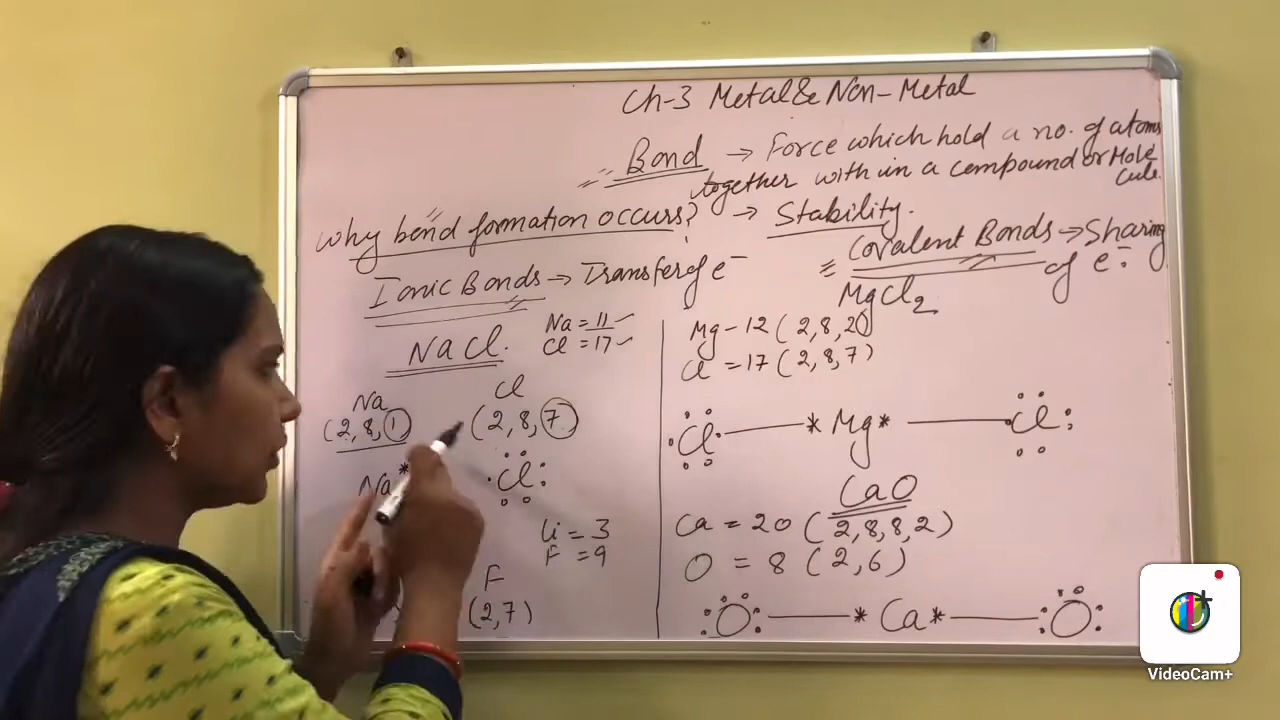 Ch-3 Metal & Non-Metal
Bond → Force which hold a no. of atoms
together with in a compound or Mole
cule.
Why bond formation occurs? → Stability.
Ionic Bonds → Transfer of e⁻
Covalent Bonds → Sharing
of e⁻.
NaCl.
Na = 11
Cl = 17
Na
(2,8,1)
Cl
(2,8,7)
Na*
Cl
Li = 3
F = 9
F
(2,7)
MgCl₂
Mg - 12 (2,8,2)
Cl = 17 (2,8,7)
Cl — * Mg * — Cl
CaO
Ca = 20 (2,8,8,2)
O = 8 (2,6)
O — * Ca * — O
VideoCam+